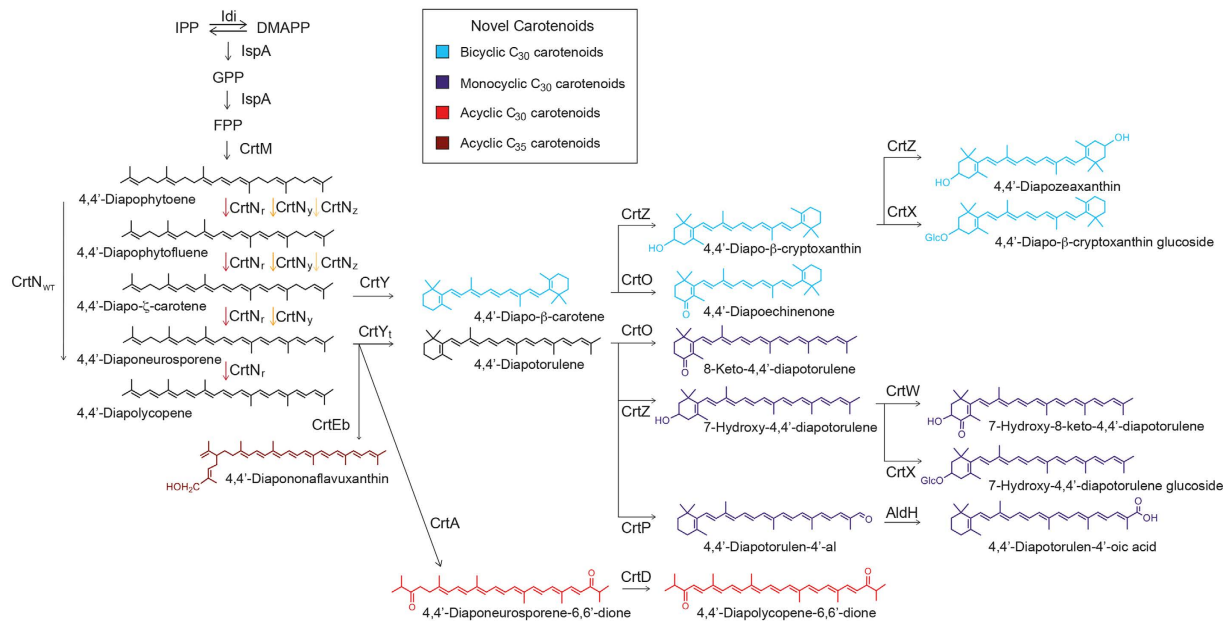 Idi
IPP
DMAPP
IspA
GPP
IspA
FPP
CrtM
4,4'-Diapophytoene
CrtNr CrtNy CrtNz
4,4'-Diapophytofluene
CrtNr CrtNy CrtNz
4,4'-Diapo-ζ-carotene
CrtNr CrtNy
4,4'-Diaponeurosporene
CrtNr
4,4'-Diapolycopene
CrtNWT
Novel Carotenoids
Bicyclic C30 carotenoids
Monocyclic C30 carotenoids
Acyclic C30 carotenoids
Acyclic C35 carotenoids
CrtY
4,4'-Diapo-β-carotene
CrtYt
4,4'-Diapotorulene
CrtEb
HOH2C
4,4'-Diapononaflavuxanthin
CrtA
CrtZ
HO
4,4'-Diapo-β-cryptoxanthin
CrtO
O
4,4'-Diapoechinenone
CrtZ
OH
HO
4,4'-Diapozeaxanthin
CrtX
GlcO
4,4'-Diapo-β-cryptoxanthin glucoside
CrtO
O
8-Keto-4,4'-diapotorulene
CrtZ
HO
7-Hydroxy-4,4'-diapotorulene
CrtW
HO
O
7-Hydroxy-8-keto-4,4'-diapotorulene
CrtX
GlcO
7-Hydroxy-4,4'-diapotorulene glucoside
CrtP
O
4,4'-Diapotorulen-4'-al
AldH
O
OH
4,4'-Diapotorulen-4'-oic acid
O
O
4,4'-Diaponeurosporene-6,6'-dione
CrtD
O
O
4,4'-Diapolycopene-6,6'-dione